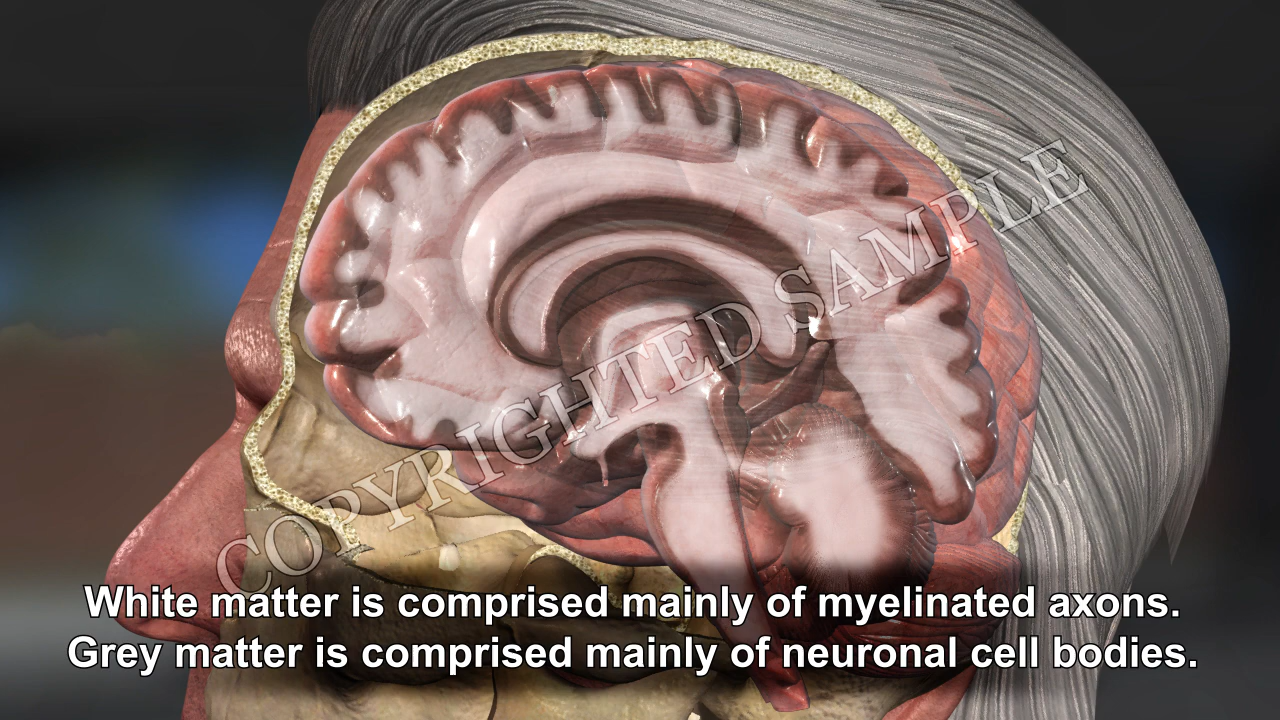 COPYRIGHTED SAMPLE
White matter is comprised mainly of myelinated axons.
Grey matter is comprised mainly of neuronal cell bodies.